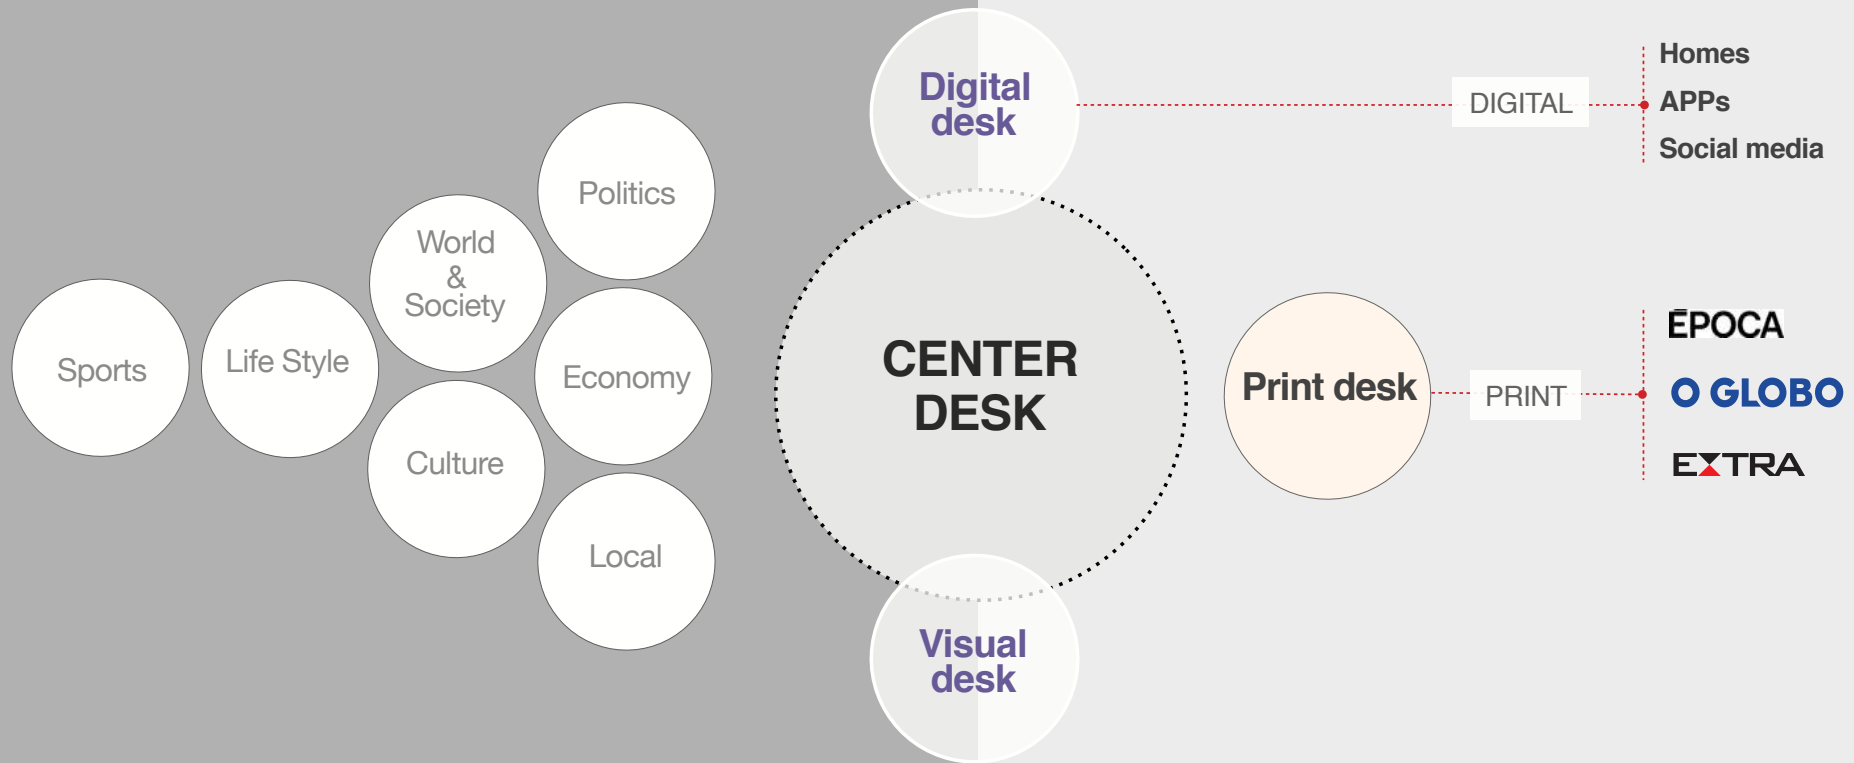 Digital
desk
DIGITAL
Homes
APPs
Social media
Politics
World
&
Society
Sports
Life Style
Economy
Culture
Local
CENTER
DESK
Print desk
PRINT
EPOCA
O GLOBO
EXTRA
Visual
desk